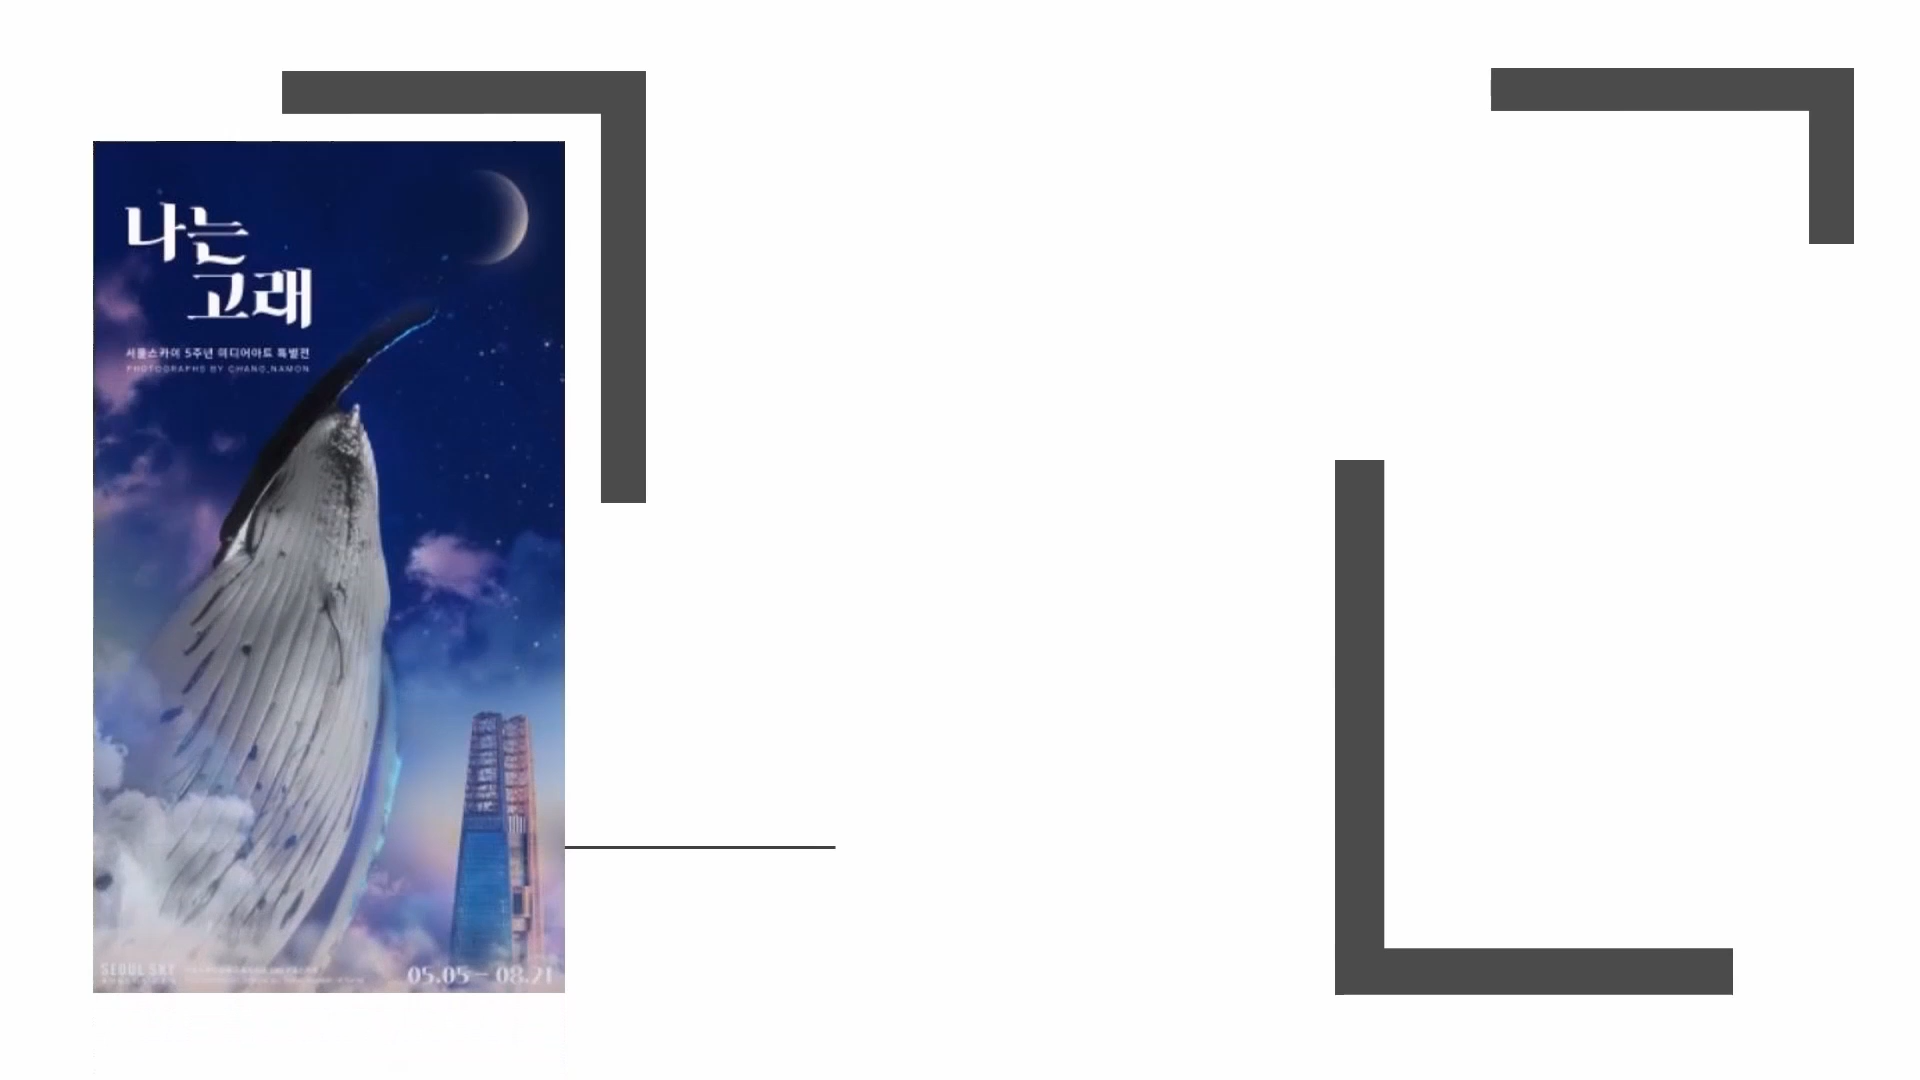 나는
고래
서울스카이 5주년 미디어아트 특별전
PHOTOGRAPHS BY CHANG,NAMON
SEOUL SKY
05.05 — 08.21